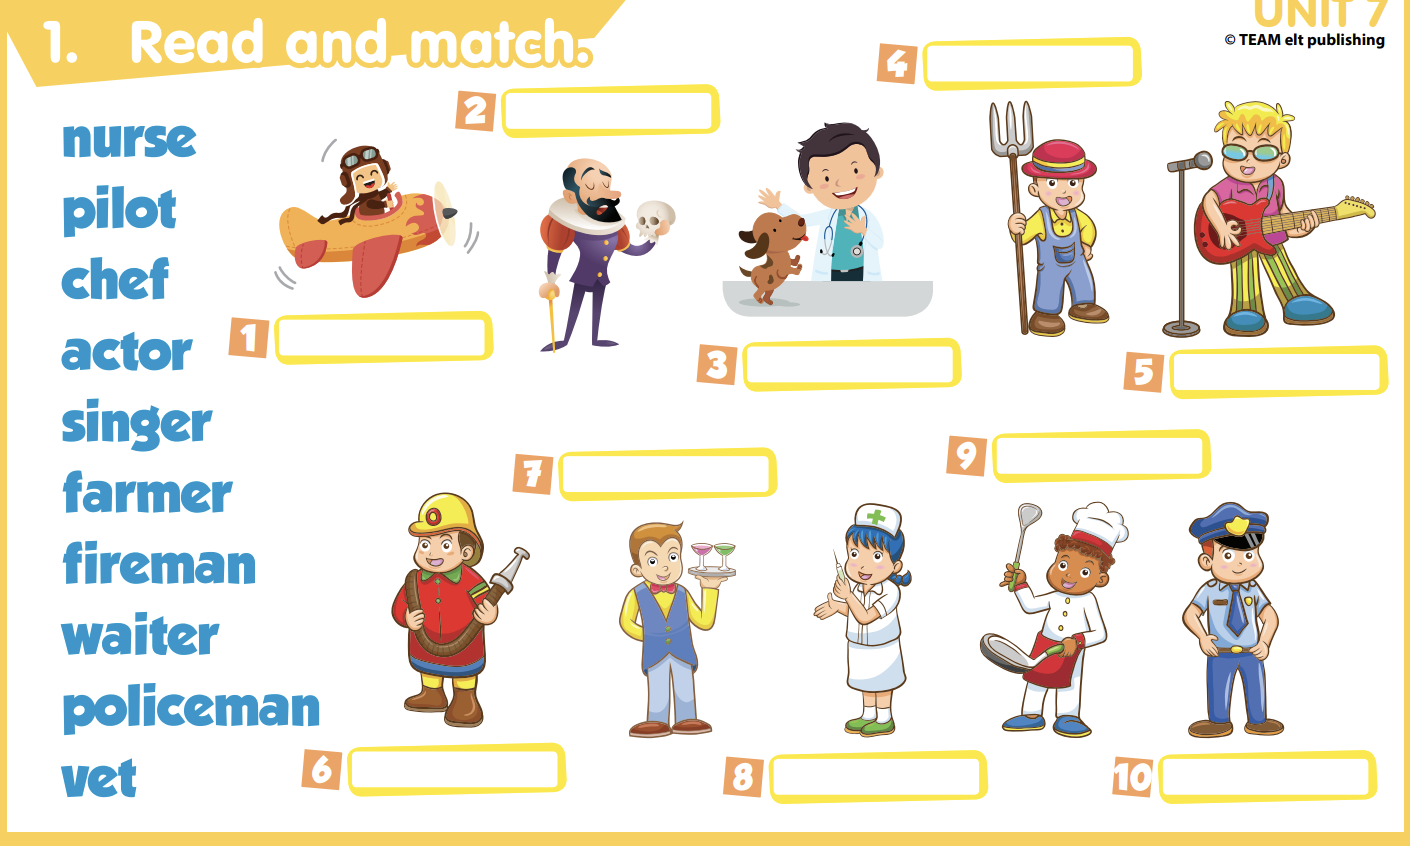 1. Read and match.
UNIT 7
© TEAM elt publishing
nurse
pilot
chef
actor
singer
farmer
fireman
waiter
policeman
vet
1
2
3
4
5
6
7
8
9
10